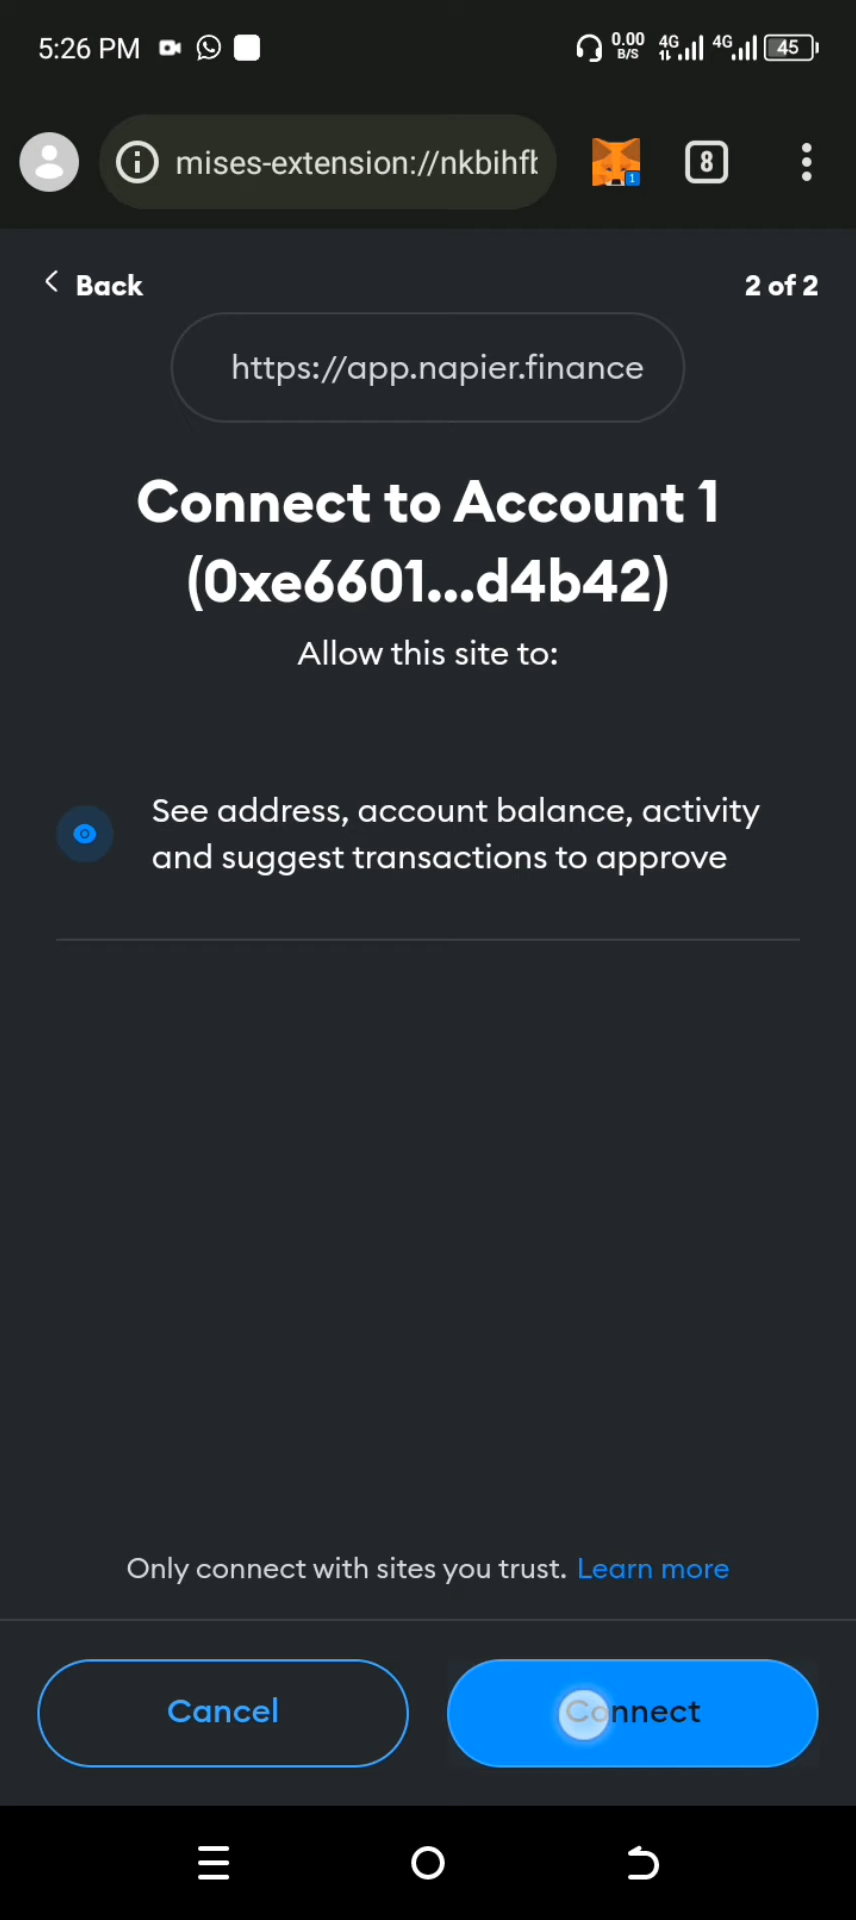 5:26 PM
0.00
B/S
4G
4G
45
mises-extension://nkbihfb
1
8
Back
2 of 2
https://app.napier.finance
Connect to Account 1
(0xe6601...d4b42)
Allow this site to:
See address, account balance, activity
and suggest transactions to approve
Only connect with sites you trust. Learn more
Cancel
Connect